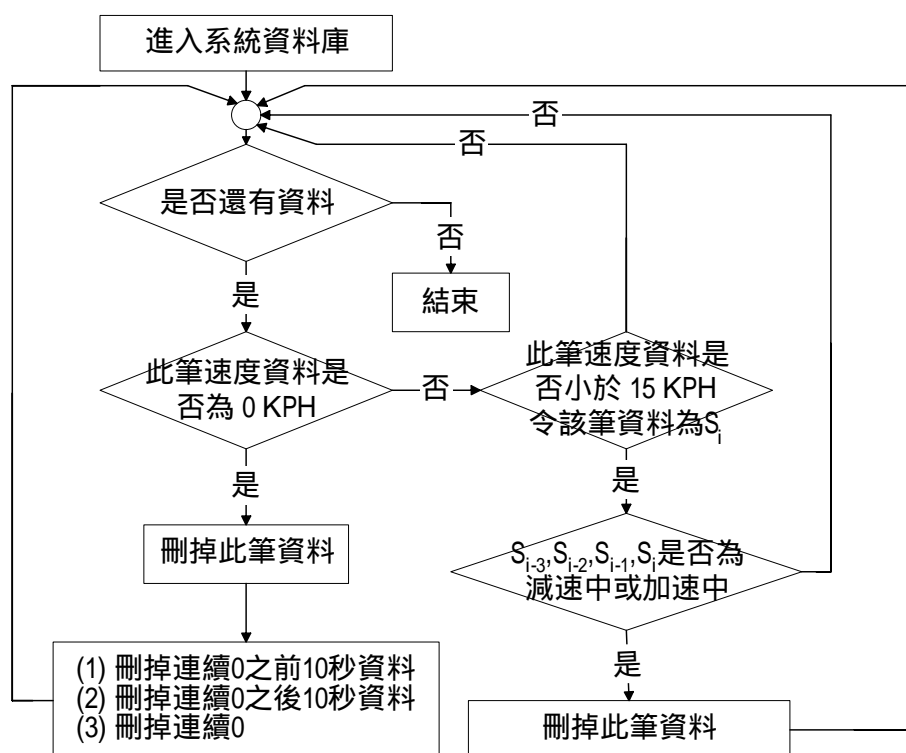 進入系統資料庫
否
否
是否還有資料
否
是
結束
此筆速度資料是
否為 0 KPH
否
此筆速度資料是
否小於 15 KPH
令該筆資料為Si
是
是
刪掉此筆資料
Si-3,Si-2,Si-1,Si是否為
減速中或加速中
是
(1) 刪掉連續0之前10秒資料
(2) 刪掉連續0之後10秒資料
(3) 刪掉連續0
刪掉此筆資料